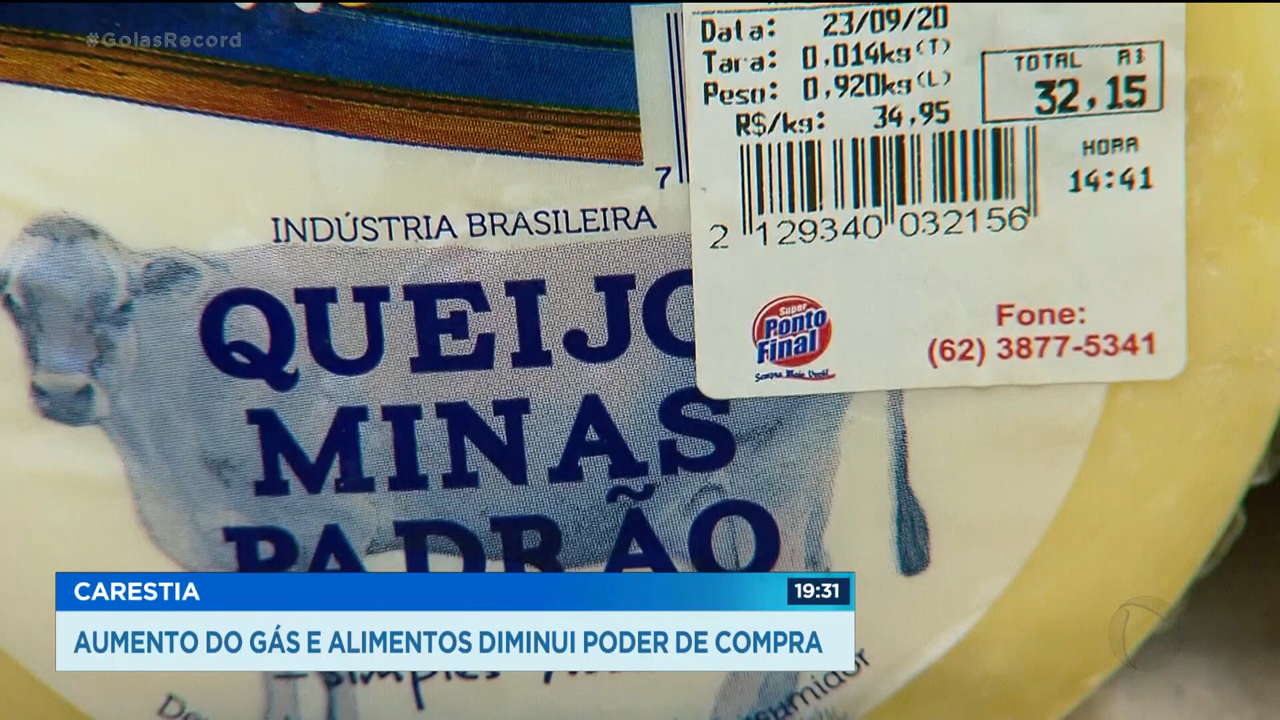 #GoiasRecord
Data: 23/09/20
Tara: 0,014kg(T)
Peso: 0,920kg(L)
R$/kg: 34,95
TOTAL R$
32,15
HORA
14:41
7
2 129340 032156
INDÚSTRIA BRASILEIRA
QUEIJO
MINAS
PADRÃO
Super
Ponto
Final
Fone:
(62) 3877-5341
CARESTIA
19:31
AUMENTO DO GÁS E ALIMENTOS DIMINUI PODER DE COMPRA